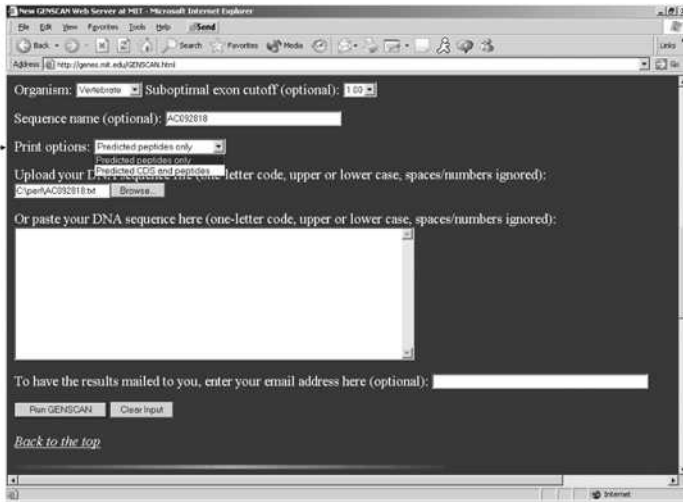 New GENSCAN Web Server at MIT - Microsoft Internet Explorer
File Edit View Favorites Tools Help Send
Back Search Favorites Media Links
Address http://genes.mit.edu/GENSCAN.html Go
Organism: Vertebrate Suboptimal exon cutoff (optional): 1.00
Sequence name (optional): AC092818
Print options: Predicted peptides only
Predicted peptides only
Predicted CDS and peptides
Upload your DNA sequence file (one-letter code, upper or lower case, spaces/numbers ignored):
C:\perl\AC092818.txt Browse...
Or paste your DNA sequence here (one-letter code, upper or lower case, spaces/numbers ignored):
To have the results mailed to you, enter your email address here (optional):
Run GENSCAN Clear Input
Back to the top
Internet